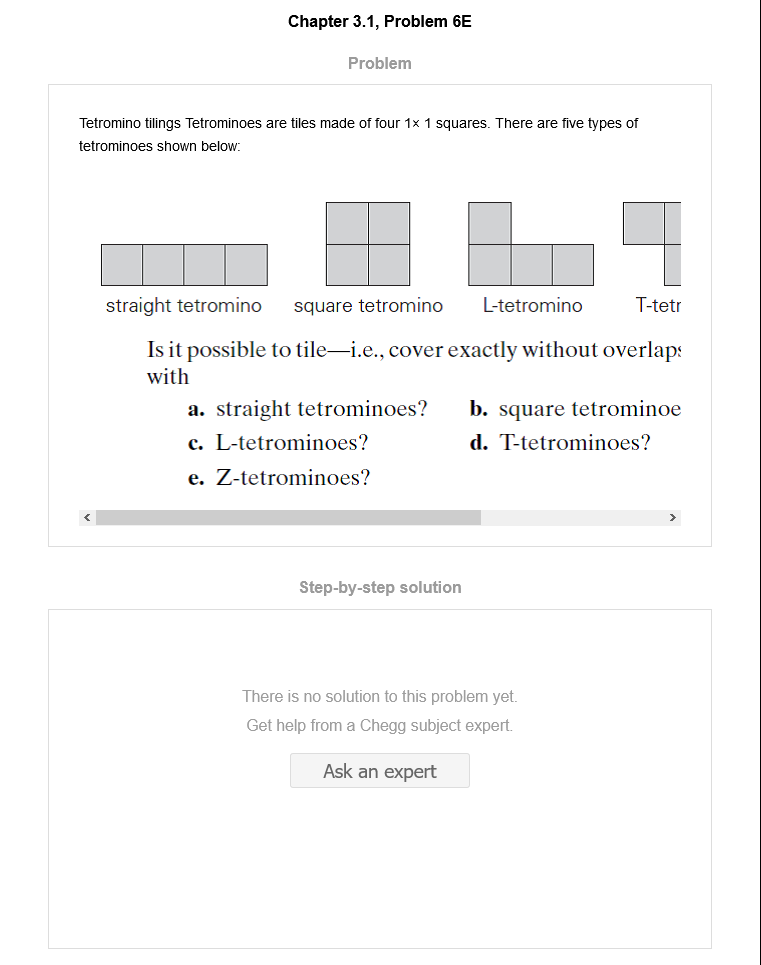 Chapter 3.1, Problem 6E
Problem
Tetromino tilings Tetrominoes are tiles made of four 1× 1 squares. There are five types of
tetrominoes shown below:
straight tetromino square tetromino L-tetromino T-tetr
Is it possible to tile—i.e., cover exactly without overlaps
with
a. straight tetrominoes? b. square tetrominoe
c. L-tetrominoes? d. T-tetrominoes?
e. Z-tetrominoes?
Step-by-step solution
There is no solution to this problem yet.
Get help from a Chegg subject expert.
Ask an expert